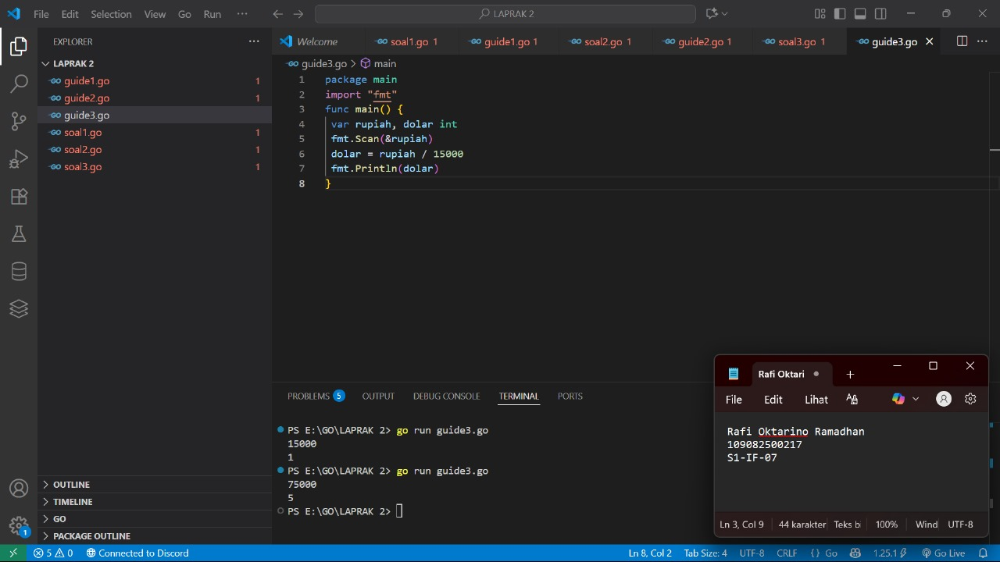 File Edit Selection View Go Run ··· LAPRAK 2
EXPLORER ···
LAPRAK 2
guide1.go 1
guide2.go 1
guide3.go
soal1.go 1
soal2.go 1
soal3.go 1
OUTLINE
TIMELINE
GO
PACKAGE OUTLINE
Welcome soal1.go 1 guide1.go 1 soal2.go 1 guide2.go 1 soal3.go 1 guide3.go
guide3.go > main
1 package main
2 import "fmt"
3 func main() {
4 var rupiah, dolar int
5 fmt.Scan(&rupiah)
6 dolar = rupiah / 15000
7 fmt.Println(dolar)
8 }
PROBLEMS 5 OUTPUT DEBUG CONSOLE TERMINAL PORTS
PS E:\GO\LAPRAK 2> go run guide3.go
15000
1
PS E:\GO\LAPRAK 2> go run guide3.go
75000
5
PS E:\GO\LAPRAK 2>
Rafi Oktari
File Edit Lihat
Rafi Oktarino Ramadhan
109082500217
S1-IF-07
Ln 3, Col 9 44 karakter Teks b 100% Wind UTF-8
1
5 0 Connected to Discord Ln 8, Col 2 Tab Size: 4 UTF-8 CRLF {} Go 1.25.1 Go Live